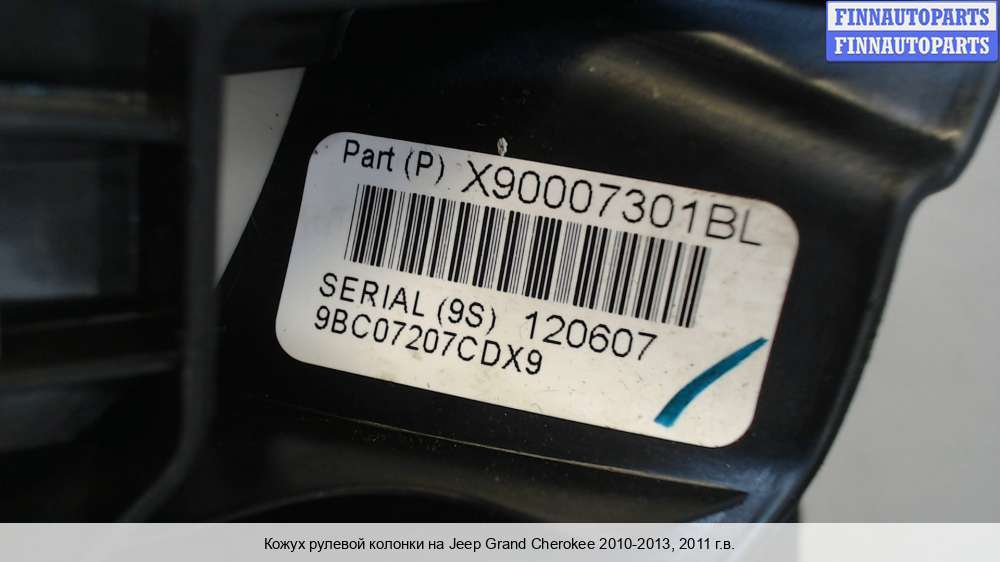 FINNAUTOPARTS
FINNAUTOPARTS
Part (P) X90007301BL
SERIAL (9S) 120607
9BC07207CDX9
Кожух рулевой колонки на Jeep Grand Cherokee 2010-2013, 2011 г.в.